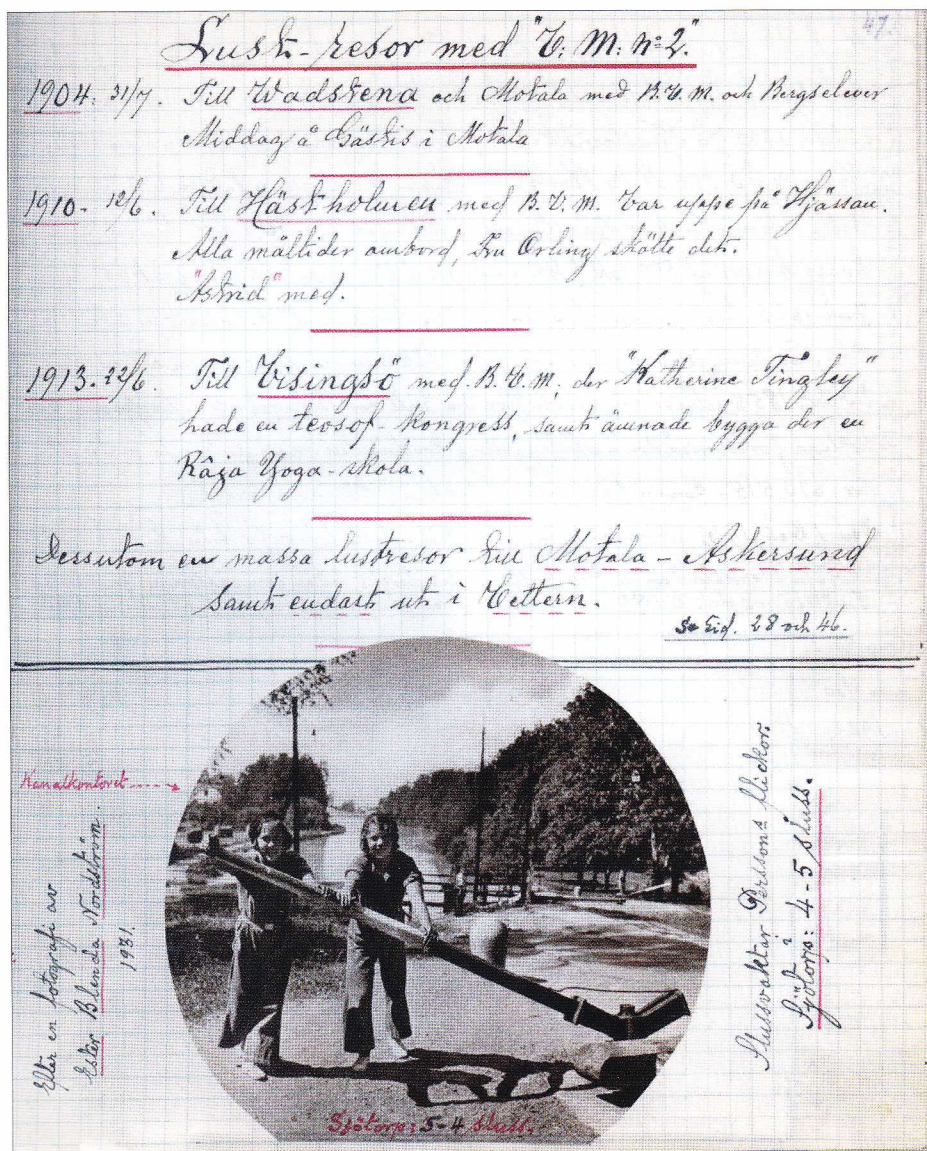 47.
Lust-resor med "V. M. n:o 2."
1904. 31/7. Till Wadstena och Motala med B.V.M. och Bergselever
Middag å Gästis i Motala
1910 - 12/6. Till Hästholmen med B.V.M. Var uppe på Hjässan.
Alla måltider ombord, Fru Örling skötte det.
"Astrid" med.
1913. 22/6. Till Visingsö med B.V.M. der "Katherine Tingley"
hade en teosof-kongress, samt ämnade bygga der en
Râja Yoga-skola.
Dessutom en massa lustresor till Motala - Askersund
samt endast ut i Vettern.
Se sid. 28 och 46.
Kanalkontoret
Efter en fotografi av
Ester Blenda Nordström
1931.
Slussvaktar Perssons flickor
i
Sjötorp: 4-5 sluss.
Sjötorp: 5-4 sluss.